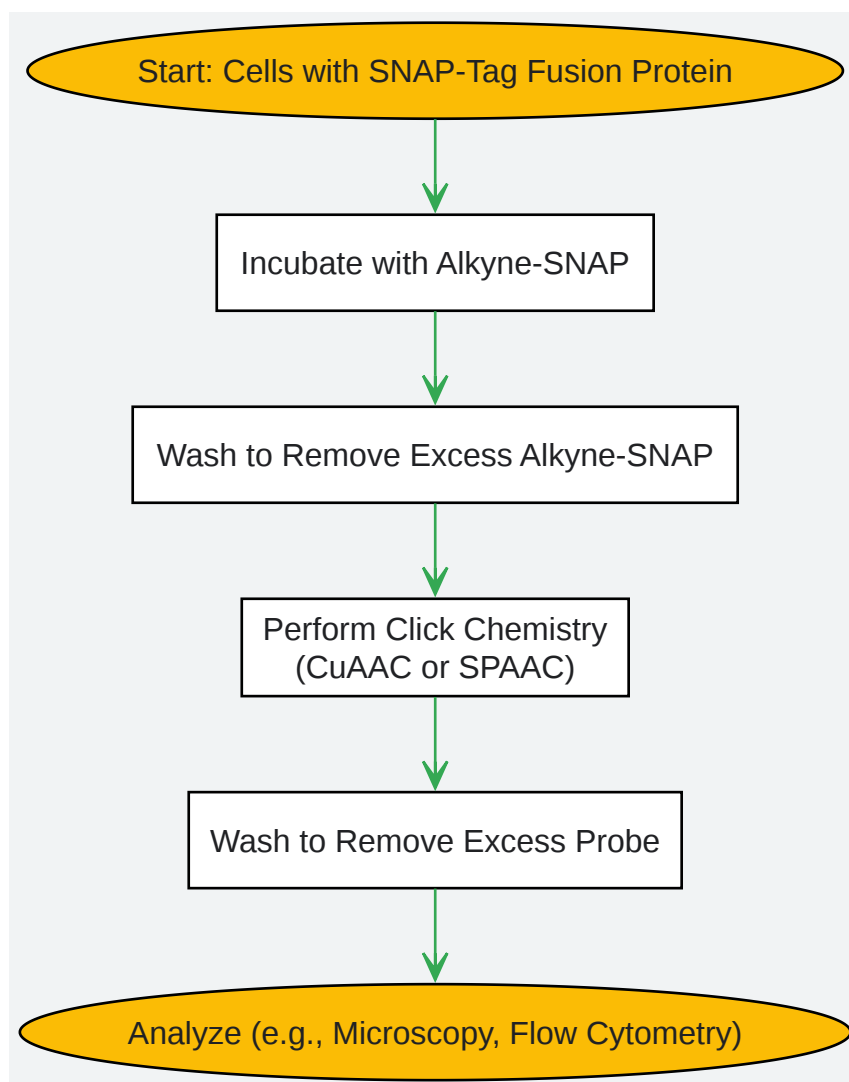 Start: Cells with SNAP-Tag Fusion Protein
Incubate with Alkyne-SNAP
Wash to Remove Excess Alkyne-SNAP
Perform Click Chemistry
(CuAAC or SPAAC)
Wash to Remove Excess Probe
Analyze (e.g., Microscopy, Flow Cytometry)